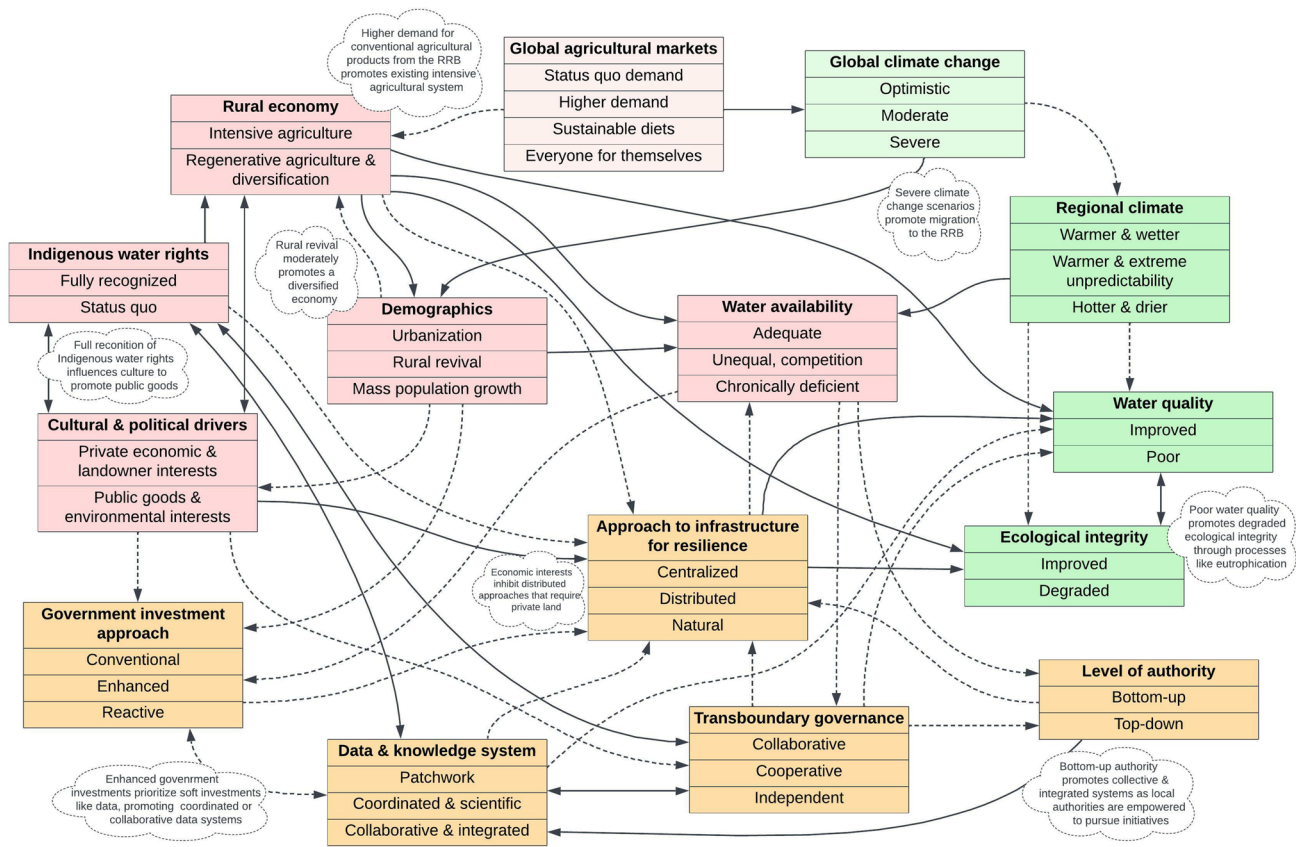 Higher demand for
conventional agricultural
products from the RRB
promotes existing intensive
agricultural system
Global agricultural markets
Status quo demand
Higher demand
Sustainable diets
Everyone for themselves
Global climate change
Optimistic
Moderate
Severe
Rural economy
Intensive agriculture
Regenerative agriculture &
diversification
Severe climate
change scenarios
promote migration
to the RRB
Regional climate
Warmer & wetter
Warmer & extreme
unpredictability
Hotter & drier
Indigenous water rights
Fully recognized
Status quo
Rural revival
moderately
promotes a
diversified
economy
Demographics
Urbanization
Rural revival
Mass population growth
Water availability
Adequate
Unequal, competition
Chronically deficient
Full reconition of
Indigenous water rights
influences culture to
promote public goods
Water quality
Improved
Poor
Cultural & political drivers
Private economic &
landowner interests
Public goods &
environmental interests
Poor water quality
promotes degraded
ecological integrity
through processes
like eutrophication
Ecological integrity
Improved
Degraded
Approach to infrastructure
for resilience
Centralized
Distributed
Natural
Economic interests
inhibit distributed
approaches that require
private land
Government investment
approach
Conventional
Enhanced
Reactive
Level of authority
Bottom-up
Top-down
Transboundary governance
Collaborative
Cooperative
Independent
Data & knowledge system
Patchwork
Coordinated & scientific
Collaborative & integrated
Enhanced govenrment
investments prioritize soft investments
like data, promoting coordinated or
collaborative data systems
Bottom-up authority
promotes collective &
integrated systems as local
authorities are empowered
to pursue initiatives